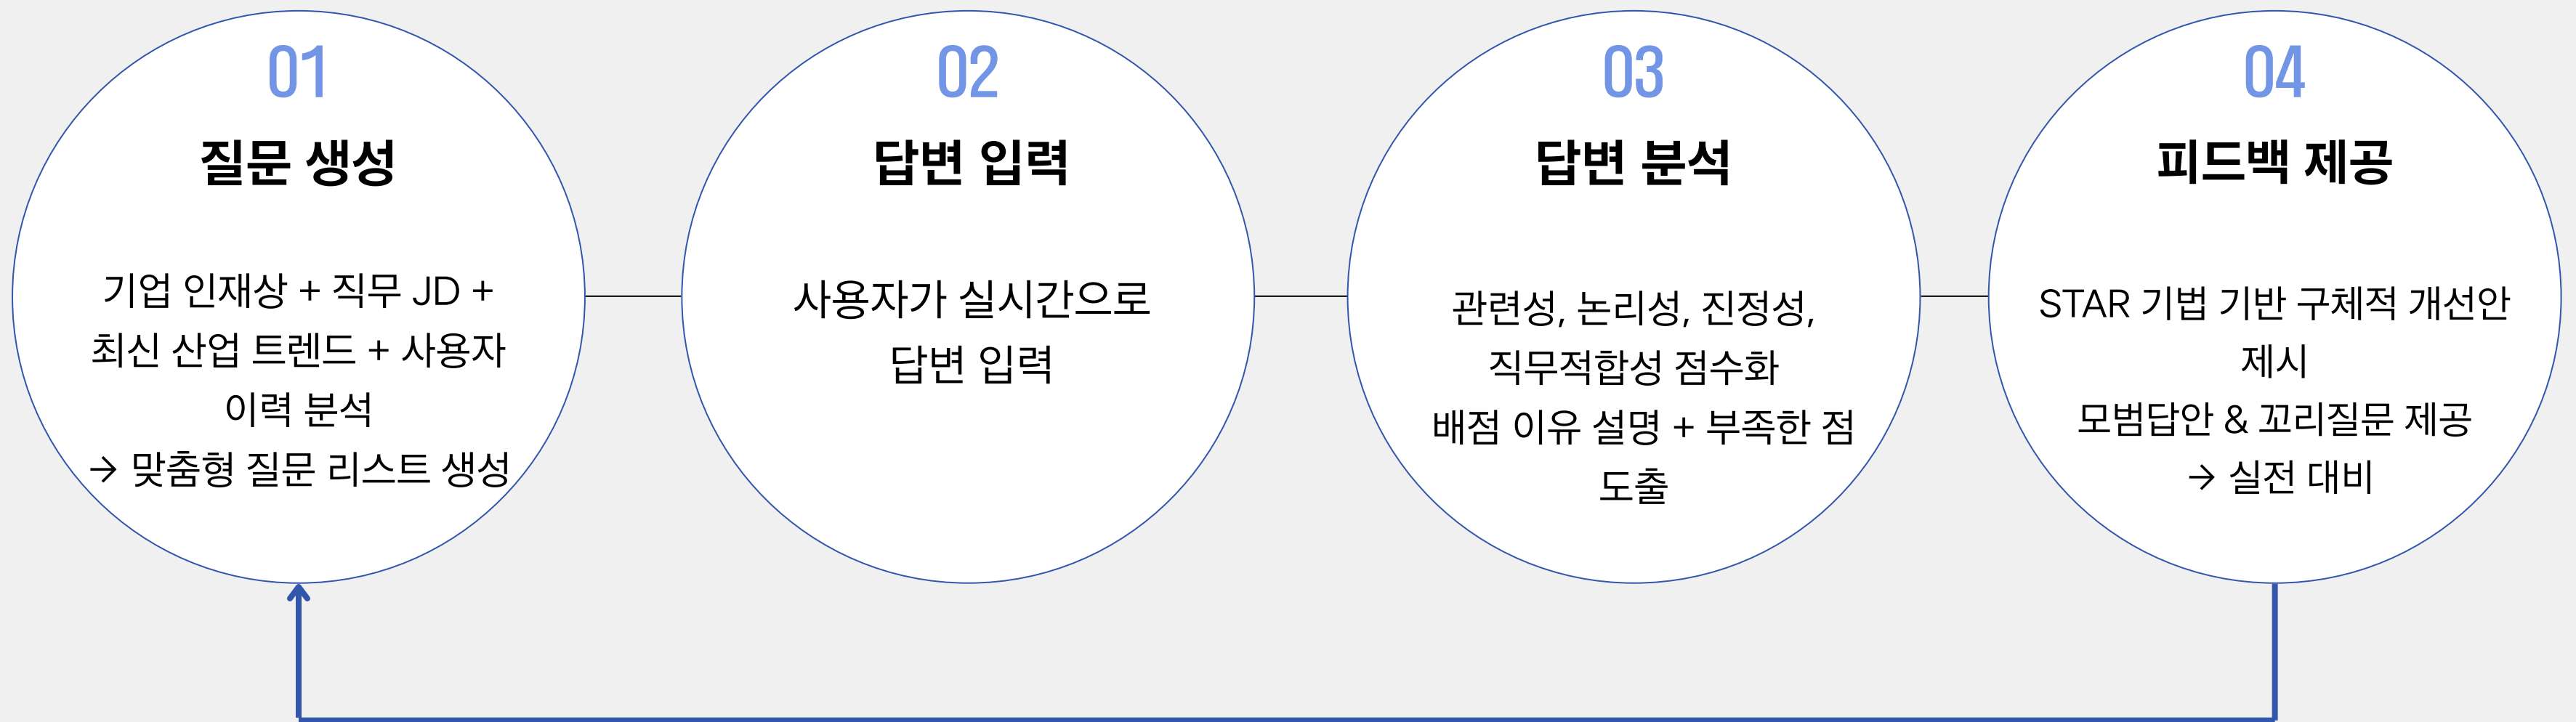 01
질문 생성
기업 인재상 + 직무 JD +
최신 산업 트렌드 + 사용자
이력 분석
→ 맞춤형 질문 리스트 생성
02
답변 입력
사용자가 실시간으로
답변 입력
03
답변 분석
관련성, 논리성, 진정성,
직무적합성 점수화
배점 이유 설명 + 부족한 점
도출
04
피드백 제공
STAR 기법 기반 구체적 개선안
제시
모범답안 & 꼬리질문 제공
→ 실전 대비